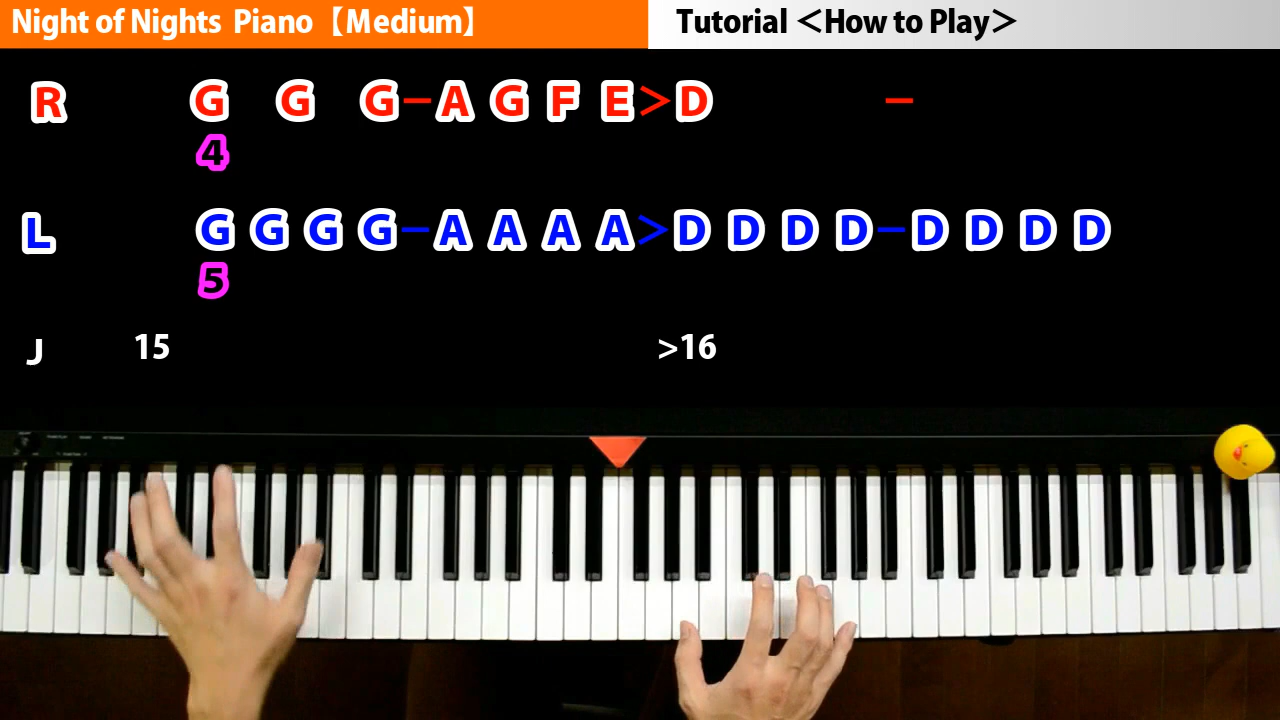 Night of Nights Piano【Medium】 Tutorial <How to Play>
R G G G-A G F E>D -
4
L G G G G-A A A A>D D D D-D D D D
5
J 15 >16